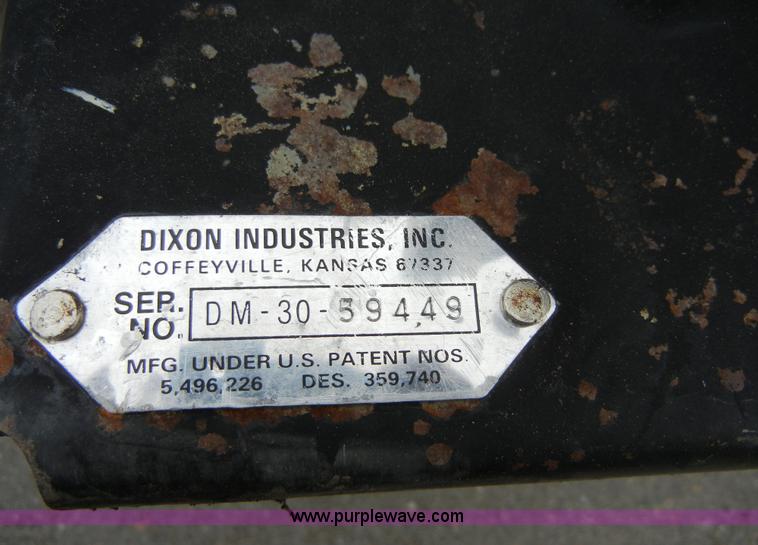 DIXON INDUSTRIES, INC.
COFFEYVILLE, KANSAS 67337
SER. NO. DM-30-59449
MFG. UNDER U.S. PATENT NOS.
5,496,226 DES. 359,740
www.purplewave.com